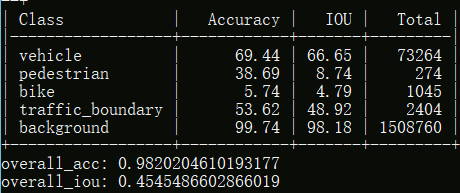 --+
| Class | Accuracy | IOU | Total |
|------------------+----------+-------+---------|
| vehicle | 69.44 | 66.65 | 73264 |
| pedestrian | 38.69 | 8.74 | 274 |
| bike | 5.74 | 4.79 | 1045 |
| traffic_boundary | 53.62 | 48.92 | 2404 |
| background | 99.74 | 98.18 | 1508760 |
+------------------+----------+-------+---------+
overall_acc: 0.9820204610193177
overall_iou: 0.4545486602866019